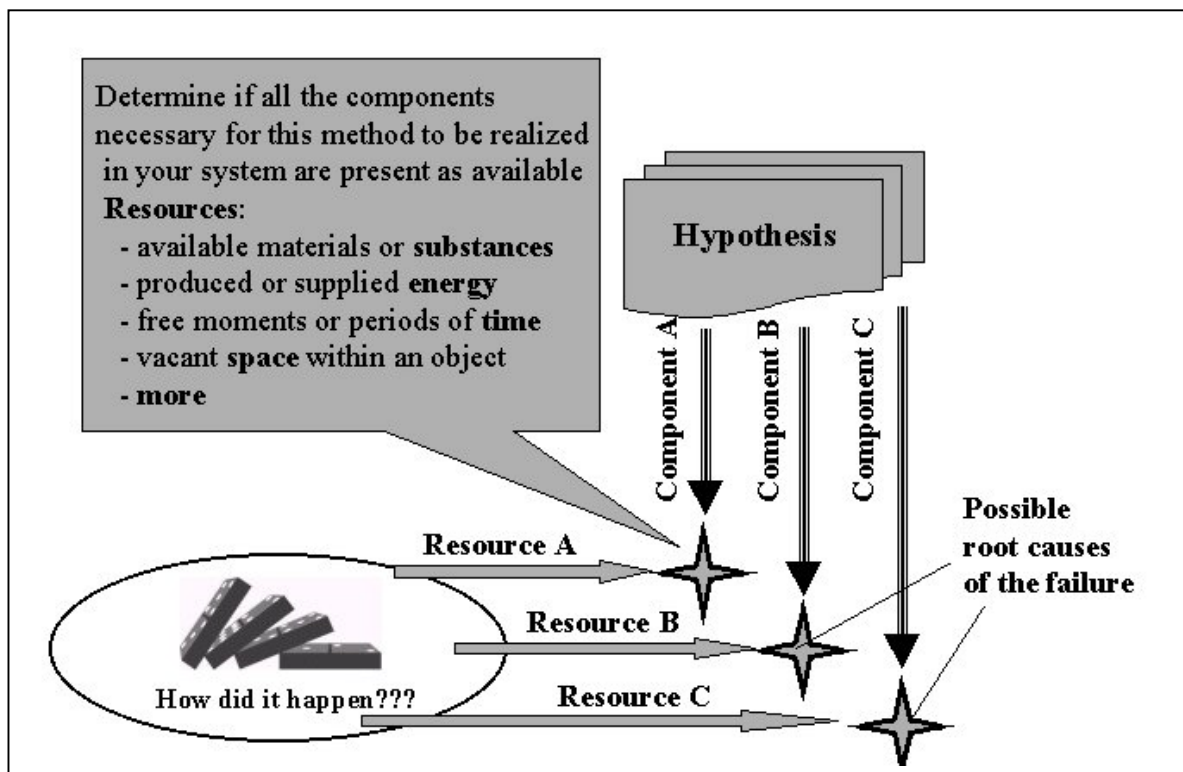 Determine if all the components
necessary for this method to be realized
in your system are present as available
Resources:
- available materials or substances
- produced or supplied energy
- free moments or periods of time
- vacant space within an object
- more
Hypothesis
Component A
Component B
Component C
Resource A
Resource B
Resource C
How did it happen???
Possible
root causes
of the failure